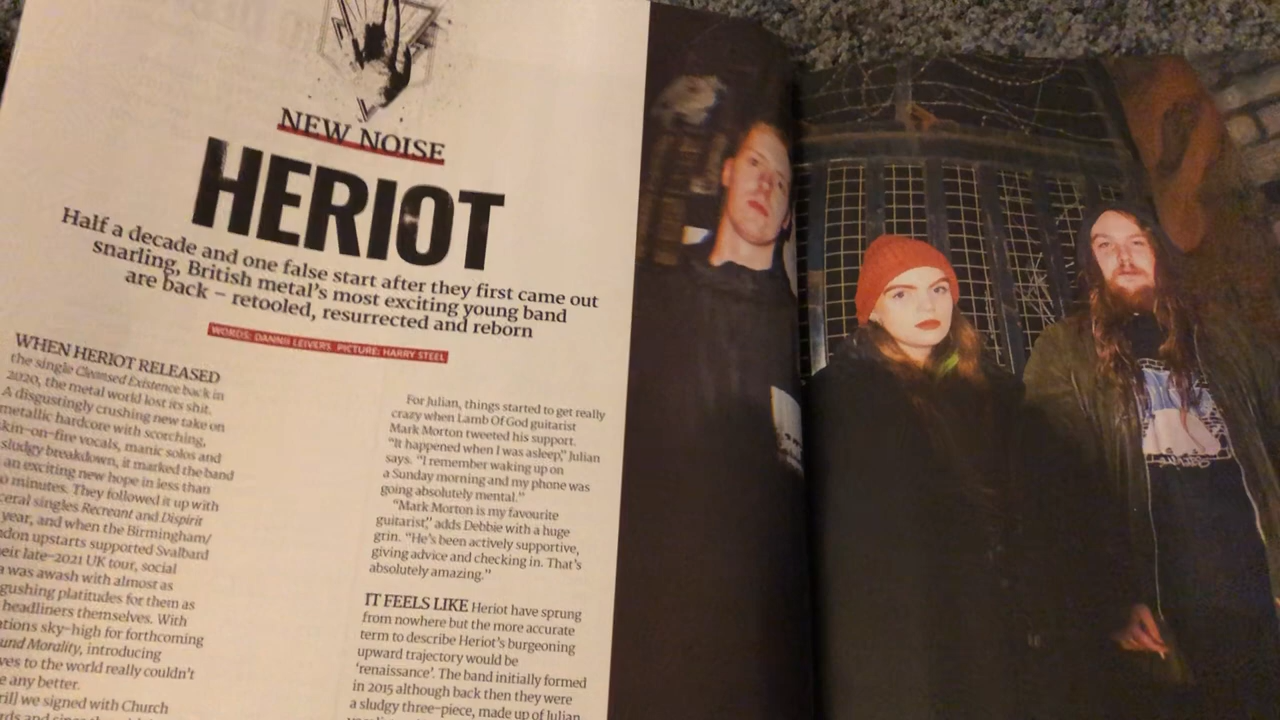 NEW NOISE
HERIOT
Half a decade and one false start after they first came out
snarling, British metal's most exciting young band
are back – retooled, resurrected and reborn
WORDS: DANNII LEIVERS. PICTURE: HARRY STEEL
WHEN HERIOT RELEASED
the single Cleansed Existence back in
2020, the metal world lost its shit.
A disgustingly crushing new take on
metallic hardcore with scorching,
kin-on-fire vocals, manic solos and
sludgy breakdown, it marked the band
an exciting new hope in less than
o minutes. They followed it up with
ceral singles Recreant and Dispirit
year, and when the Birmingham/
ndon upstarts supported Svalbard
eir late-2021 UK tour, social
a was awash with almost as
gushing platitudes for them as
headliners themselves. With
ations sky-high for forthcoming
und Morality, introducing
ves to the world really couldn't
e any better.
ril] we signed with Church
For Julian, things started to get really
crazy when Lamb Of God guitarist
Mark Morton tweeted his support.
"It happened when I was asleep," Julian
says. "I remember waking up on
a Sunday morning and my phone was
going absolutely mental."
"Mark Morton is my favourite
guitarist," adds Debbie with a huge
grin. "He's been actively supportive,
giving advice and checking in. That's
absolutely amazing."
IT FEELS LIKE Heriot have sprung
from nowhere but the more accurate
term to describe Heriot's burgeoning
upward trajectory would be
'renaissance'. The band initially formed
in 2015 although back then they were
a sludgy three-piece, made up of Julian,